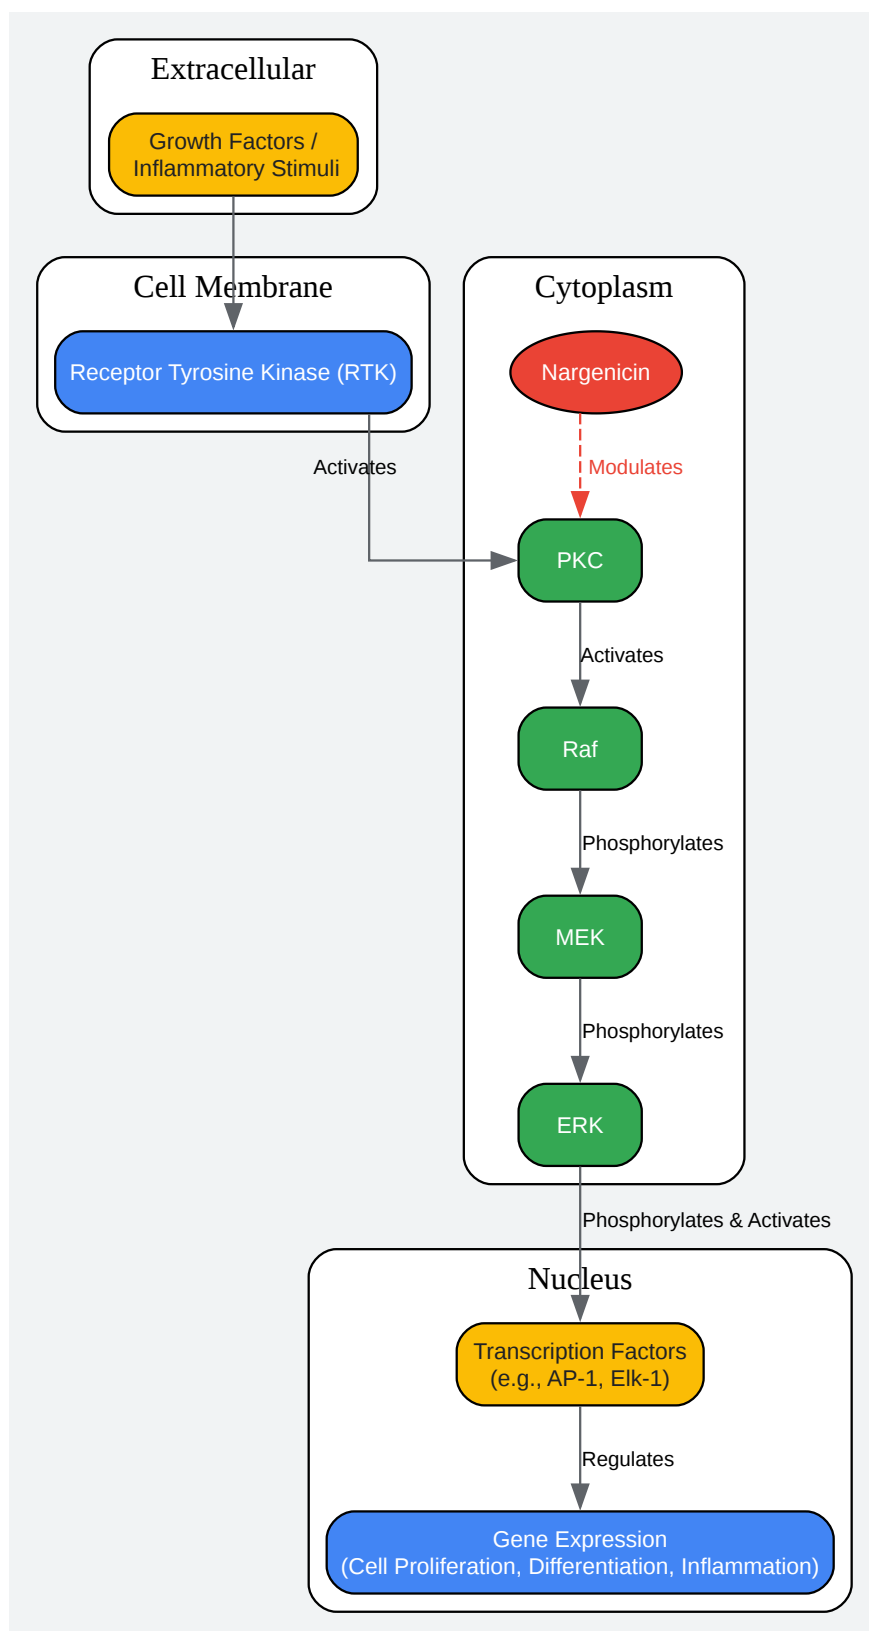 Extracellular
Growth Factors /
Inflammatory Stimuli
Cell Membrane
Receptor Tyrosine Kinase (RTK)
Activates
Cytoplasm
Nargenicin
Modulates
PKC
Activates
Raf
Phosphorylates
MEK
Phosphorylates
ERK
Phosphorylates & Activates
Nucleus
Transcription Factors
(e.g., AP-1, Elk-1)
Regulates
Gene Expression
(Cell Proliferation, Differentiation, Inflammation)